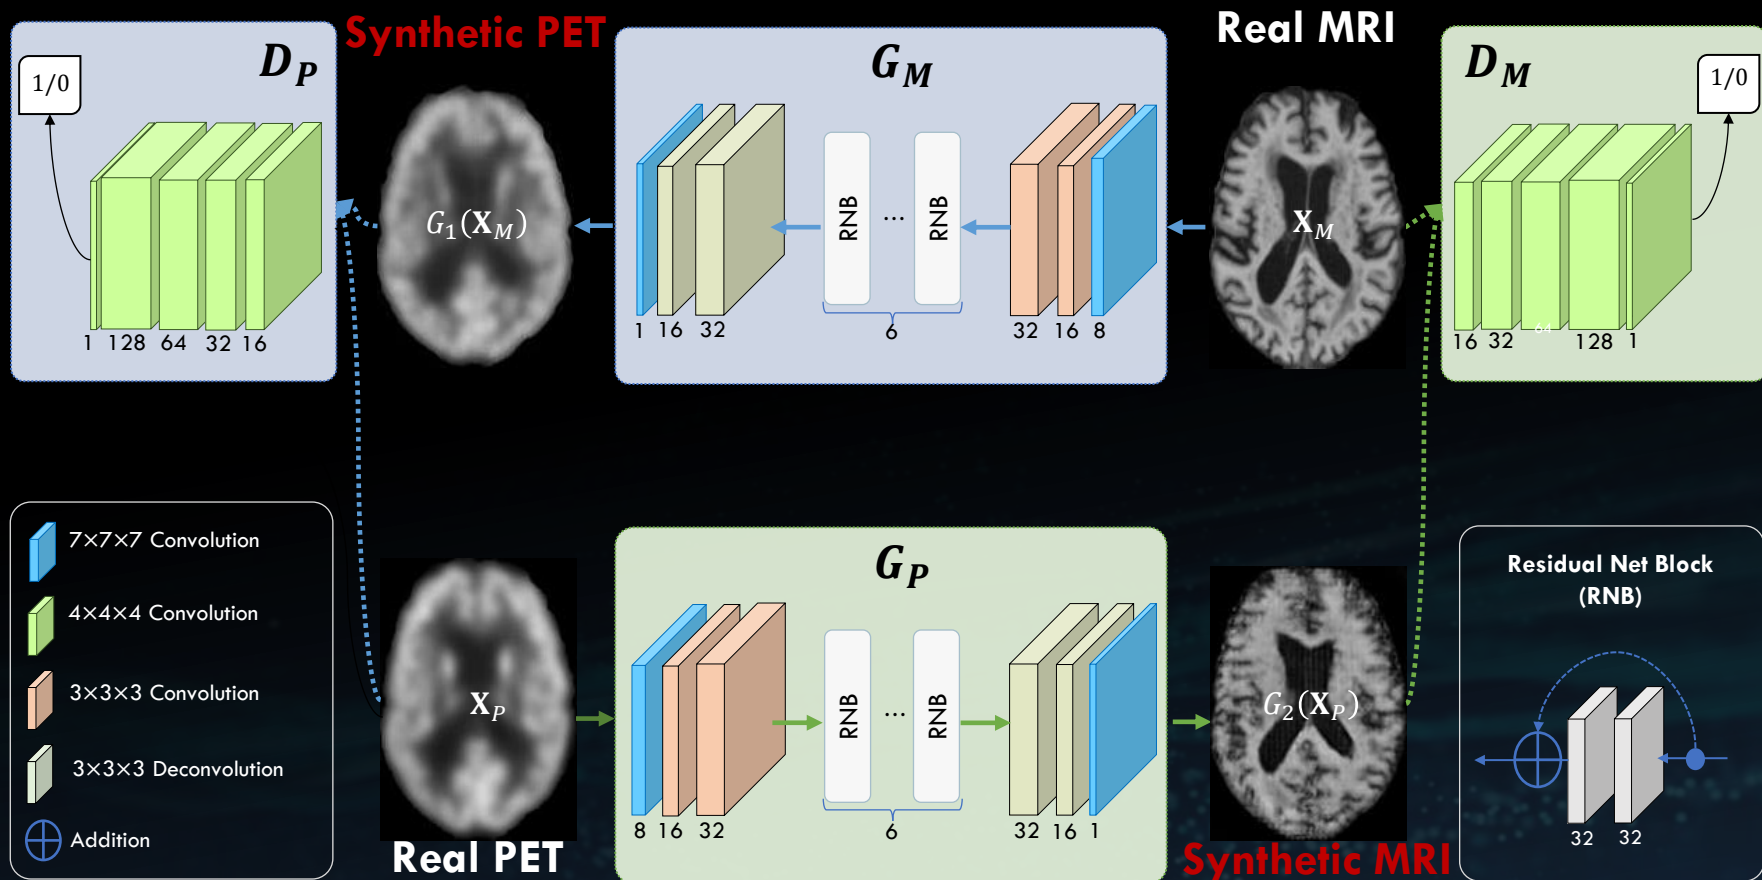 Synthetic PET
Real MRI
D_P
1/0
1 128 64 32 16
G_1(X_M)
G_M
1 16 32
RNB ... RNB
6
32 16 8
X_M
D_M
1/0
16 32 64 128 1
7×7×7 Convolution
4×4×4 Convolution
3×3×3 Convolution
3×3×3 Deconvolution
Addition
X_P
Real PET
G_P
8 16 32
RNB ... RNB
6
32 16 1
G_2(X_P)
Synthetic MRI
Residual Net Block
(RNB)
32 32